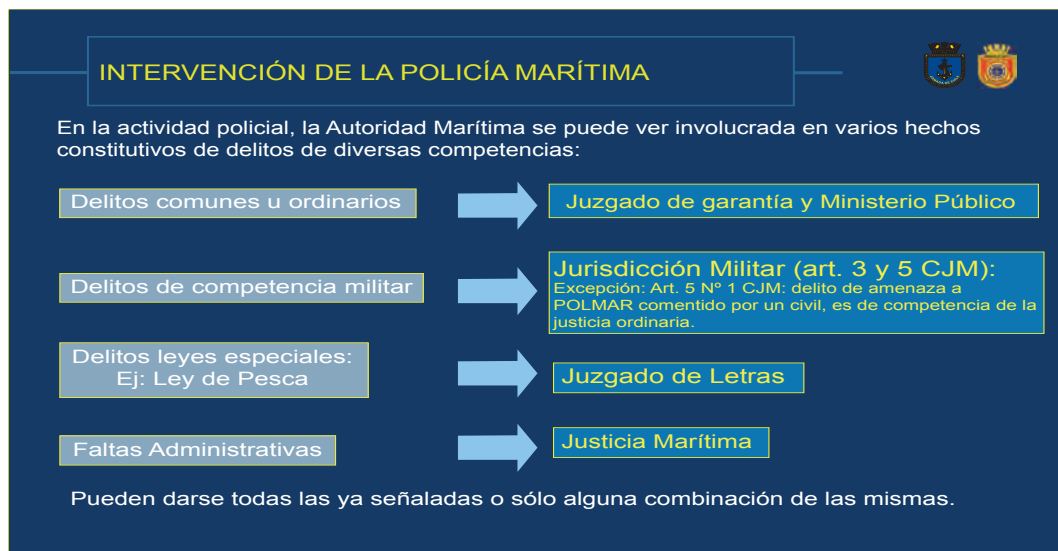 INTERVENCIÓN DE LA POLICÍA MARÍTIMA
En la actividad policial, la Autoridad Marítima se puede ver involucrada en varios hechos
constitutivos de delitos de diversas competencias:
Delitos comunes u ordinarios
Juzgado de garantía y Ministerio Público
Delitos de competencia militar
Jurisdicción Militar (art. 3 y 5 CJM):
Excepción: Art. 5 Nº 1 CJM: delito de amenaza a
POLMAR comentido por un civil, es de competencia de la
justicia ordinaria.
Delitos leyes especiales:
Ej: Ley de Pesca
Juzgado de Letras
Faltas Administrativas
Justicia Marítima
Pueden darse todas las ya señaladas o sólo alguna combinación de las mismas.